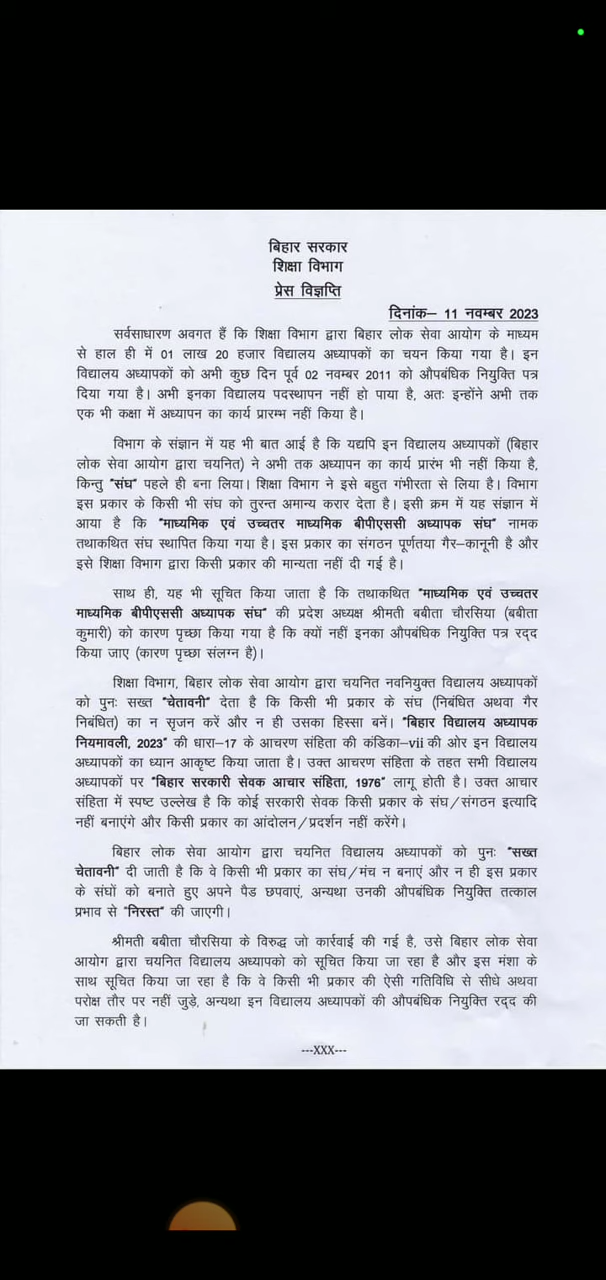 बिहार सरकार
शिक्षा विभाग
प्रेस विज्ञप्ति
दिनांक– 11 नवम्बर 2023
सर्वसाधारण अवगत हैं कि शिक्षा विभाग द्वारा बिहार लोक सेवा आयोग के माध्यम
से हाल ही में 01 लाख 20 हजार विद्यालय अध्यापकों का चयन किया गया है। इन
विद्यालय अध्यापकों को अभी कुछ दिन पूर्व 02 नवम्बर 2011 को औपबंधिक नियुक्ति पत्र
दिया गया है। अभी इनका विद्यालय पदस्थापन नहीं हो पाया है, अतः इन्होंने अभी तक
एक भी कक्षा में अध्यापन का कार्य प्रारम्भ नहीं किया है।
विभाग के संज्ञान में यह भी बात आई है कि यद्यपि इन विद्यालय अध्यापकों (बिहार
लोक सेवा आयोग द्वारा चयनित) ने अभी तक अध्यापन का कार्य प्रारंभ भी नहीं किया है,
किन्तु "संघ" पहले ही बना लिया। शिक्षा विभाग ने इसे बहुत गंभीरता से लिया है। विभाग
इस प्रकार के किसी भी संघ को तुरन्त अमान्य करार देता है। इसी क्रम में यह संज्ञान में
आया है कि "माध्यमिक एवं उच्चतर माध्यमिक बीपीएससी अध्यापक संघ" नामक
तथाकथित संघ स्थापित किया गया है। इस प्रकार का संगठन पूर्णतया गैर–कानूनी है और
इसे शिक्षा विभाग द्वारा किसी प्रकार की मान्यता नहीं दी गई है।
साथ ही, यह भी सूचित किया जाता है कि तथाकथित "माध्यमिक एवं उच्चतर
माध्यमिक बीपीएससी अध्यापक संघ" की प्रदेश अध्यक्ष श्रीमती बबीता चौरसिया (बबीता
कुमारी) को कारण पृच्छा किया गया है कि क्यों नहीं इनका औपबंधिक नियुक्ति पत्र रद्द
किया जाए (कारण पृच्छा संलग्न है)।
शिक्षा विभाग, बिहार लोक सेवा आयोग द्वारा चयनित नवनियुक्त विद्यालय अध्यापकों
को पुनः सख्त "चेतावनी" देता है कि किसी भी प्रकार के संघ (निबंधित अथवा गैर
निबंधित) का न सृजन करें और न ही उसका हिस्सा बनें। "बिहार विद्यालय अध्यापक
नियमावली, 2023" की धारा–17 के आचरण संहिता की कंडिका–vii की ओर इन विद्यालय
अध्यापकों का ध्यान आकृष्ट किया जाता है। उक्त आचरण संहिता के तहत सभी विद्यालय
अध्यापकों पर "बिहार सरकारी सेवक आचार संहिता, 1976" लागू होती है। उक्त आचार
संहिता में स्पष्ट उल्लेख है कि कोई सरकारी सेवक किसी प्रकार के संघ/संगठन इत्यादि
नहीं बनाएंगे और किसी प्रकार का आंदोलन/प्रदर्शन नहीं करेंगे।
बिहार लोक सेवा आयोग द्वारा चयनित विद्यालय अध्यापकों को पुनः "सख्त
चेतावनी" दी जाती है कि वे किसी भी प्रकार का संघ/मंच न बनाएं और न ही इस प्रकार
के संघों को बनाते हुए अपने पैड छपवाएं, अन्यथा उनकी औपबंधिक नियुक्ति तत्काल
प्रभाव से "निरस्त" की जाएगी।
श्रीमती बबीता चौरसिया के विरुद्ध जो कार्रवाई की गई है, उसे बिहार लोक सेवा
आयोग द्वारा चयनित विद्यालय अध्यापको को सूचित किया जा रहा है और इस मंशा के
साथ सूचित किया जा रहा है कि वे किसी भी प्रकार की ऐसी गतिविधि से सीधे अथवा
परोक्ष तौर पर नहीं जुड़े, अन्यथा इन विद्यालय अध्यापकों की औपबंधिक नियुक्ति रद्द की
जा सकती है।
---XXX---